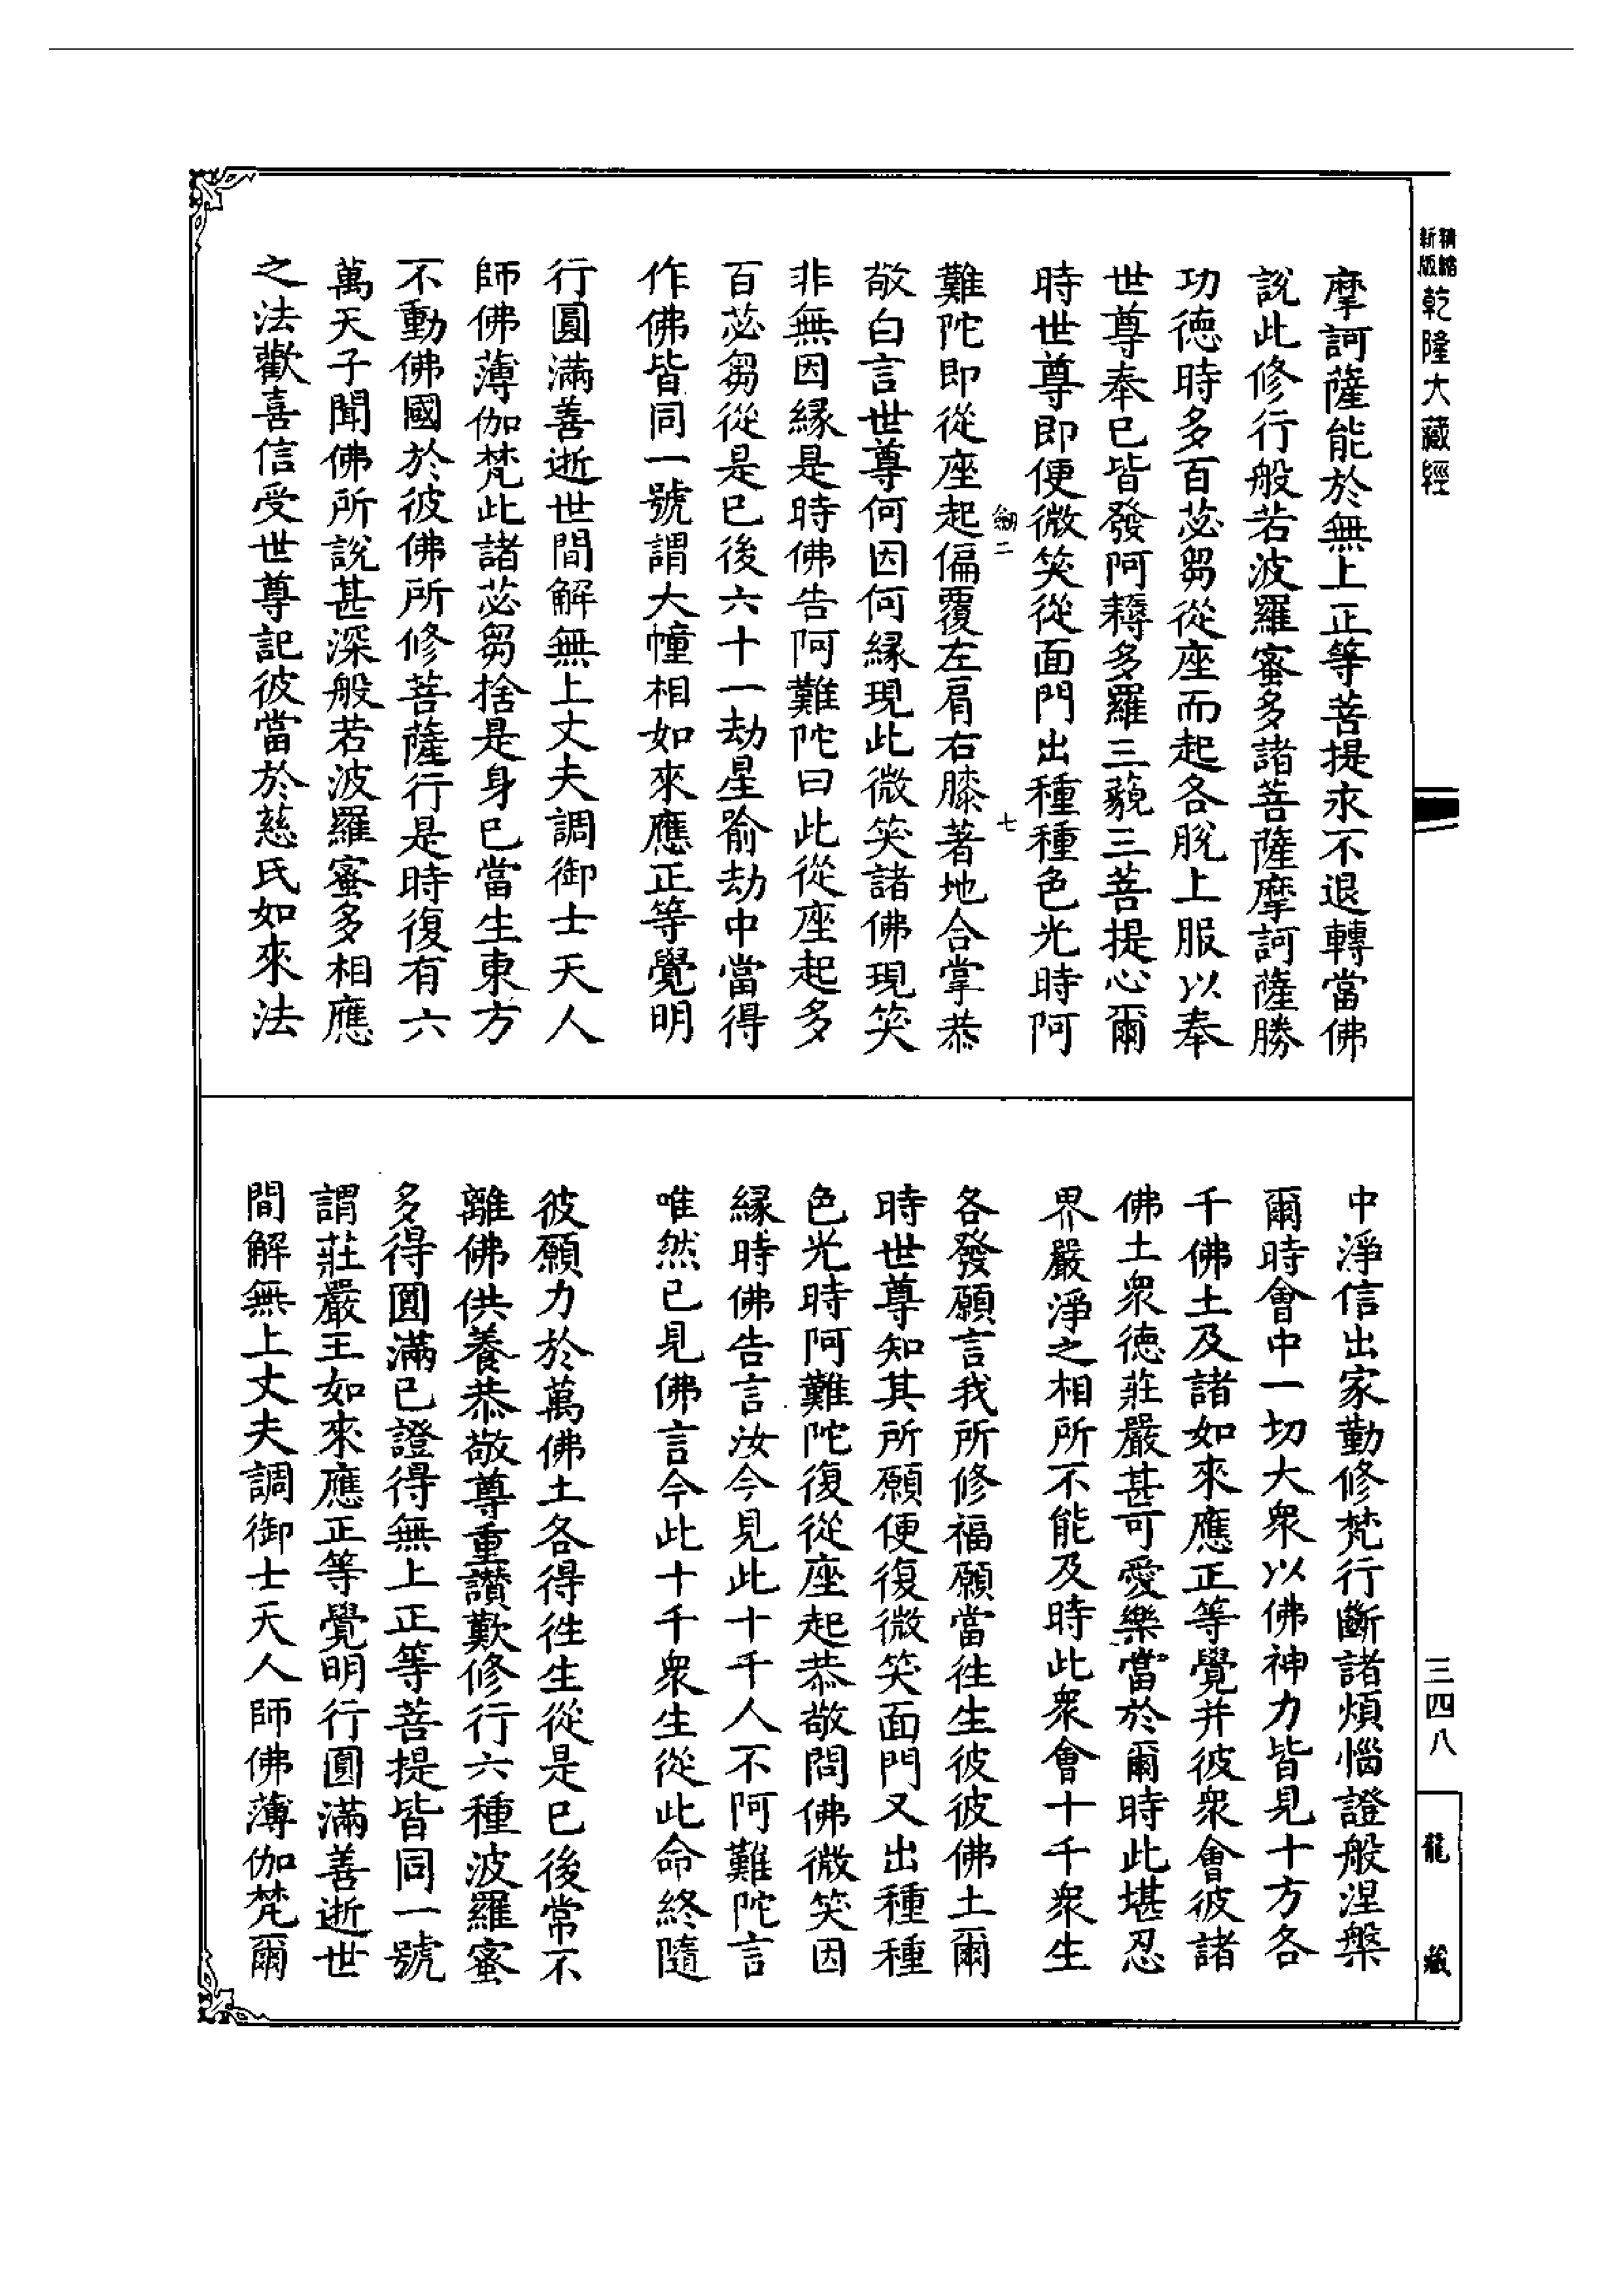 精縮新版
乾隆大藏經
摩訶薩能於無上正等菩提永不退轉當佛
說此修行般若波羅蜜多諸菩薩摩訶薩勝
功德時多百苾芻從座而起各脫上服以奉
世尊奉已皆發阿耨多羅三藐三菩提心爾
時世尊即便微笑從面門出種種色光時阿
二 七
難陀即從座起偏覆左肩右膝著地合掌恭
敬白言世尊何因何緣現此微笑諸佛現笑
非無因緣是時佛告阿難陀曰此從座起多
百苾芻從是已後六十一劫星喻劫中當得
作佛皆同一號謂大幢相如來應正等覺明
行圓滿善逝世間解無上丈夫調御士天人
師佛薄伽梵此諸苾芻捨是身已當生東方
不動佛國於彼佛所修菩薩行是時復有六
萬天子聞佛所說甚深般若波羅蜜多相應
之法歡喜信受世尊記彼當於慈氏如來法
中淨信出家勤修梵行斷諸煩惱證般涅槃
爾時會中一切大眾以佛神力皆見十方各
千佛土及諸如來應正等覺并彼眾會彼諸
佛土眾德莊嚴甚可愛樂當於爾時此堪忍
界嚴淨之相所不能及時此眾會十千眾生
各發願言我所修福願當往生彼彼佛土爾
時世尊知其所願便復微笑面門又出種種
色光時阿難陀復從座起恭敬問佛微笑因
緣時佛告言汝今見此十千人不阿難陀言
唯然已見佛言今此十千眾生從此命終隨
彼願力於萬佛土各得往生從是已後常不
離佛供養恭敬尊重讚歎修行六種波羅蜜
多得圓滿已證得無上正等菩提皆同一號
謂莊嚴王如來應正等覺明行圓滿善逝世
間解無上丈夫調御士天人師佛薄伽梵爾
三四八
龍藏